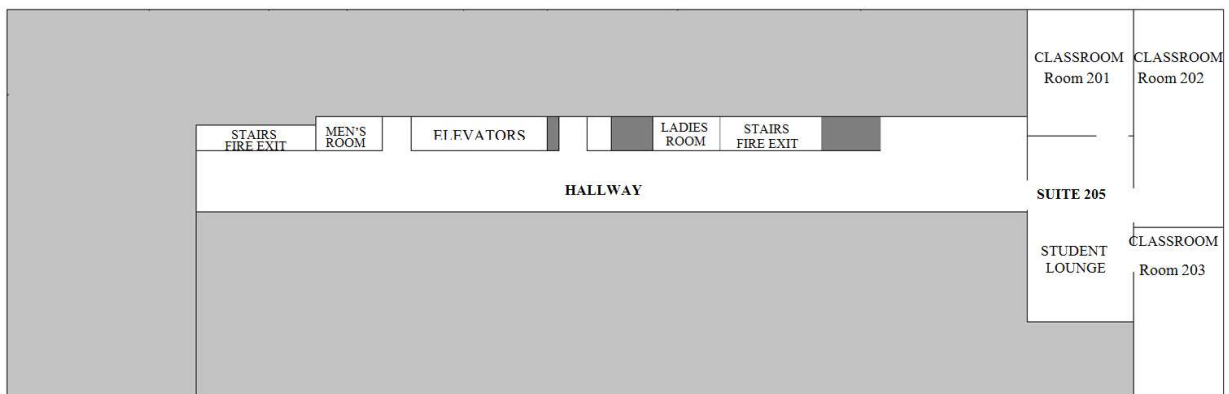 CLASSROOM
Room 201
CLASSROOM
Room 202
STAIRS
FIRE EXIT
MEN'S
ROOM
ELEVATORS
LADIES
ROOM
STAIRS
FIRE EXIT
HALLWAY
SUITE 205
STUDENT
LOUNGE
CLASSROOM
Room 203